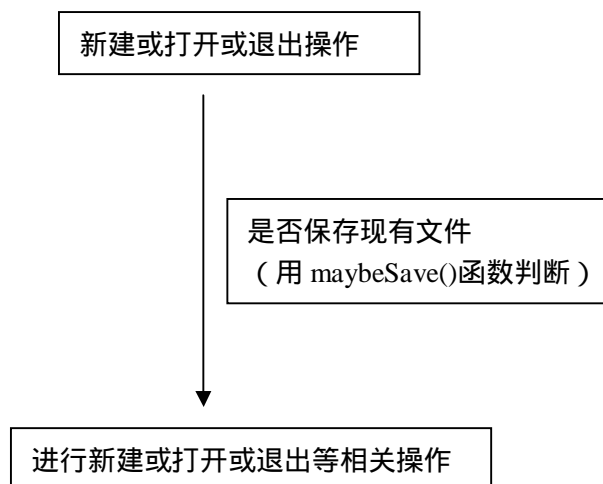 新建或打开或退出操作
是否保存现有文件
（用 maybeSave()函数判断）
进行新建或打开或退出等相关操作